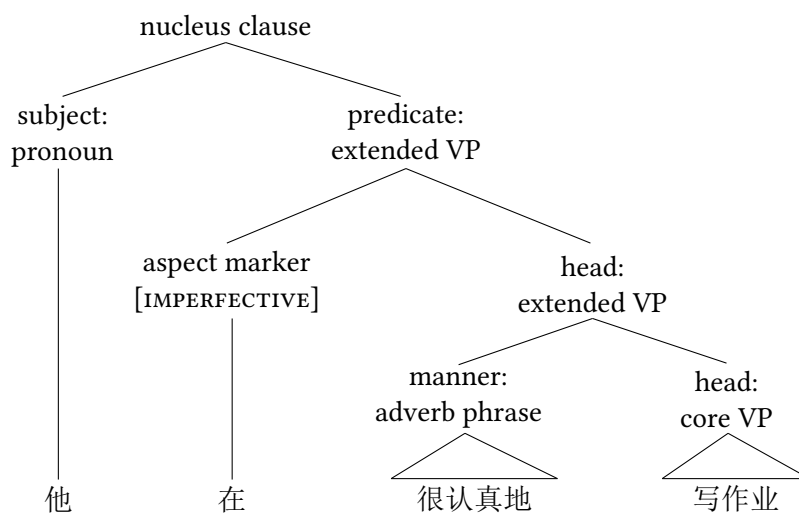 nucleus clause
subject:
pronoun
predicate:
extended VP
aspect marker
[IMPERFECTIVE]
head:
extended VP
manner:
adverb phrase
head:
core VP
他 在 很认真地 写作业